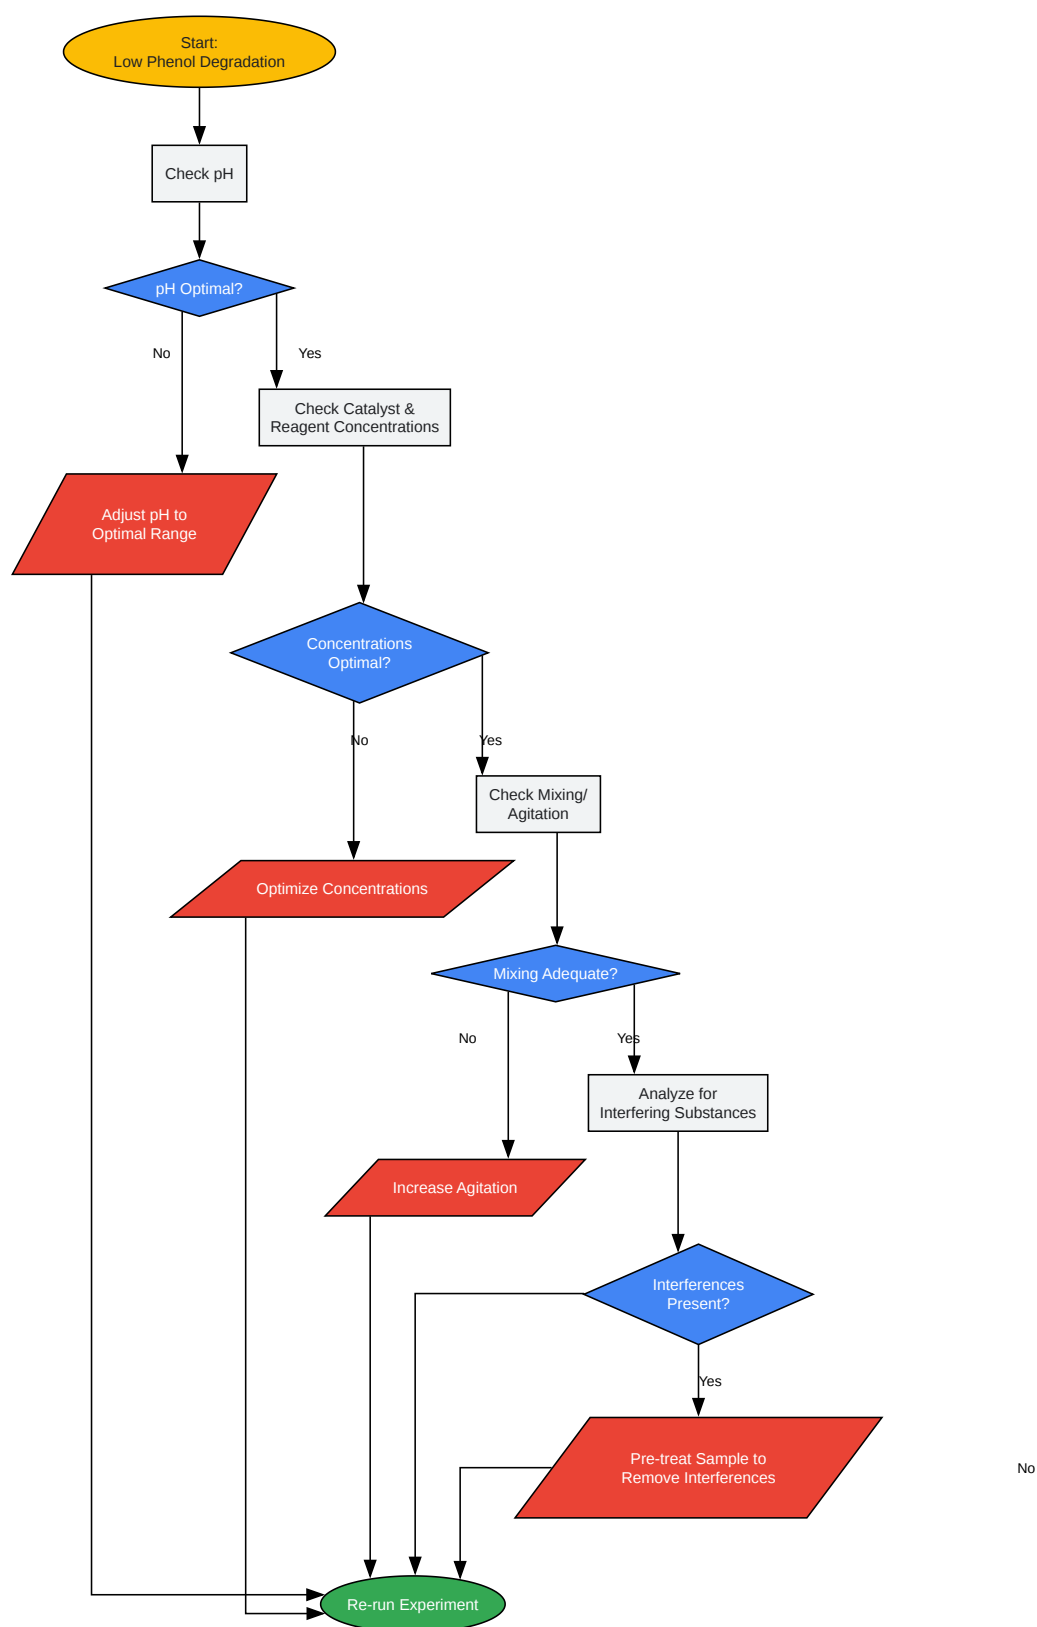 Start:
Low Phenol Degradation
Check pH
pH Optimal?
No
Yes
Check Catalyst &
Reagent Concentrations
Adjust pH to
Optimal Range
Concentrations
Optimal?
No
Yes
Check Mixing/
Agitation
Optimize Concentrations
Mixing Adequate?
No
Yes
Analyze for
Interfering Substances
Increase Agitation
Interferences
Present?
Yes
Pre-treat Sample to
Remove Interferences
No
Re-run Experiment